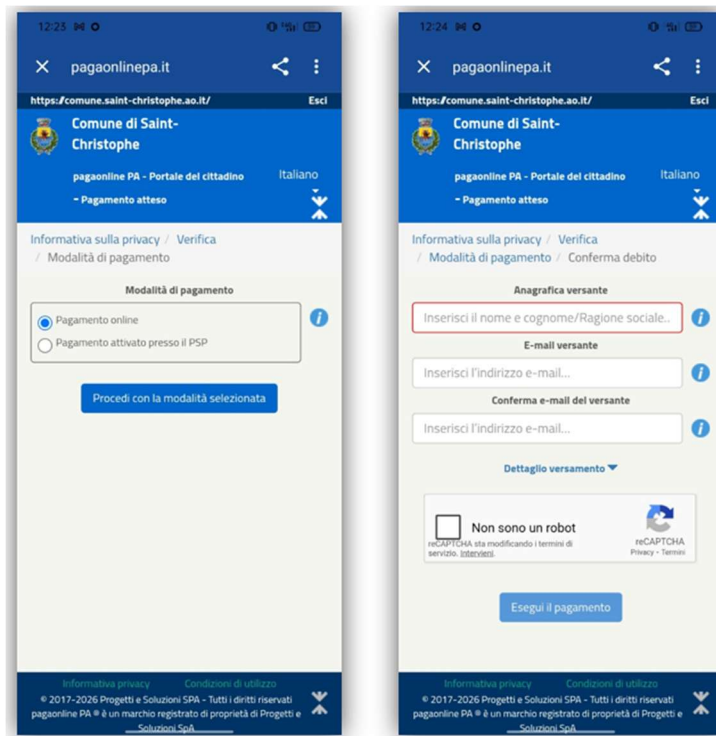 12:23
pagaonlinepa.it
https://comune.saint-christophe.ao.it/ Esci
Comune di Saint-
Christophe
pagaonline PA - Portale del cittadino Italiano
- Pagamento atteso
Informativa sulla privacy / Verifica
/ Modalità di pagamento
Modalità di pagamento
Pagamento online
Pagamento attivato presso il PSP
Procedi con la modalità selezionata
Informativa privacy Condizioni di utilizzo
© 2017-2026 Progetti e Soluzioni SPA - Tutti i diritti riservati
pagaonline PA ® è un marchio registrato di proprietà di Progetti e
Soluzioni SpA
12:24
pagaonlinepa.it
https:/comune.saint-christophe.ao.it/ Esci
Comune di Saint-
Christophe
pagaonline PA - Portale del cittadino Italiano
- Pagamento atteso
Informativa sulla privacy / Verifica
/ Modalità di pagamento / Conferma debito
Anagrafica versante
Inserisci il nome e cognome/Ragione sociale..
E-mail versante
Inserisci l'indirizzo e-mail...
Conferma e-mail del versante
Inserisci l'indirizzo e-mail...
Dettaglio versamento
Non sono un robot
reCAPTCHA sta modificando i termini di
servizio. Intervieni.
reCAPTCHA
Privacy - Termini
Esegui il pagamento
Informativa privacy Condizioni di utilizzo
© 2017-2026 Progetti e Soluzioni SPA - Tutti i diritti riservati
pagaonline PA ® è un marchio registrato di proprietà di Progetti e
Soluzioni SpA